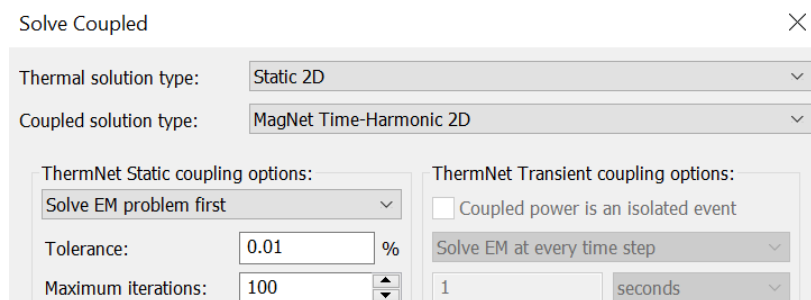 Solve Coupled
Thermal solution type: Static 2D
Coupled solution type: MagNet Time-Harmonic 2D
ThermNet Static coupling options:
Solve EM problem first
Tolerance: 0.01 %
Maximum iterations: 100
ThermNet Transient coupling options:
Coupled power is an isolated event
Solve EM at every time step
1 seconds